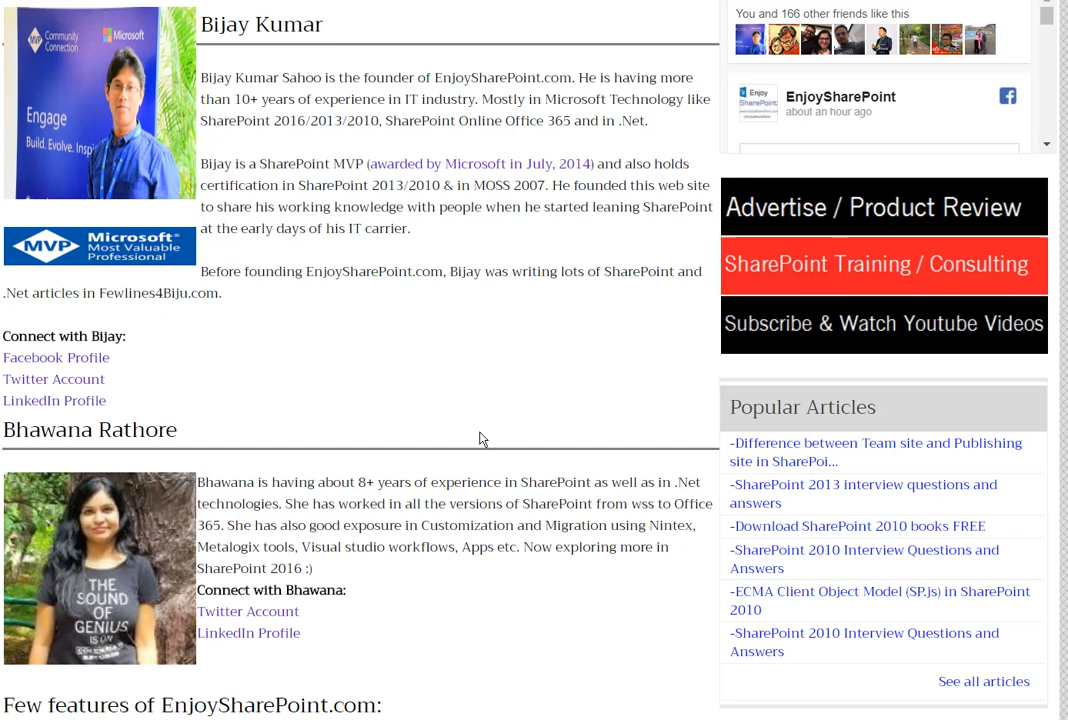 Bijay Kumar
Community
Connection
MVP
Microsoft
Engage
Build. Evolve. Inspi
Bijay Kumar Sahoo is the founder of EnjoySharePoint.com. He is having more
than 10+ years of experience in IT industry. Mostly in Microsoft Technology like
SharePoint 2016/2013/2010, SharePoint Online Office 365 and in .Net.
Bijay is a SharePoint MVP (awarded by Microsoft in July, 2014) and also holds
certification in SharePoint 2013/2010 & in MOSS 2007. He founded this web site
to share his working knowledge with people when he started leaning SharePoint
at the early days of his IT carrier.
MVP
Microsoft®
Most Valuable
Professional
Before founding EnjoySharePoint.com, Bijay was writing lots of SharePoint and
.Net articles in Fewlines4Biju.com.
Connect with Bijay:
Facebook Profile
Twitter Account
LinkedIn Profile
Bhawana Rathore
THE
SOUND
OF
GENIUS
IS ON
Bhawana is having about 8+ years of experience in SharePoint as well as in .Net
technologies. She has worked in all the versions of SharePoint from wss to Office
365. She has also good exposure in Customization and Migration using Nintex,
Metalogix tools, Visual studio workflows, Apps etc. Now exploring more in
SharePoint 2016 :)
Connect with Bhawana:
Twitter Account
LinkedIn Profile
Few features of EnjoySharePoint.com:
You and 166 other friends like this
Enjoy
SharePoint
EnjoySharePoint
about an hour ago
Advertise / Product Review
SharePoint Training / Consulting
Subscribe & Watch Youtube Videos
Popular Articles
-Difference between Team site and Publishing
site in SharePoi...
-SharePoint 2013 interview questions and
answers
-Download SharePoint 2010 books FREE
-SharePoint 2010 Interview Questions and
Answers
-ECMA Client Object Model (SP.js) in SharePoint
2010
-SharePoint 2010 Interview Questions and
Answers
See all articles